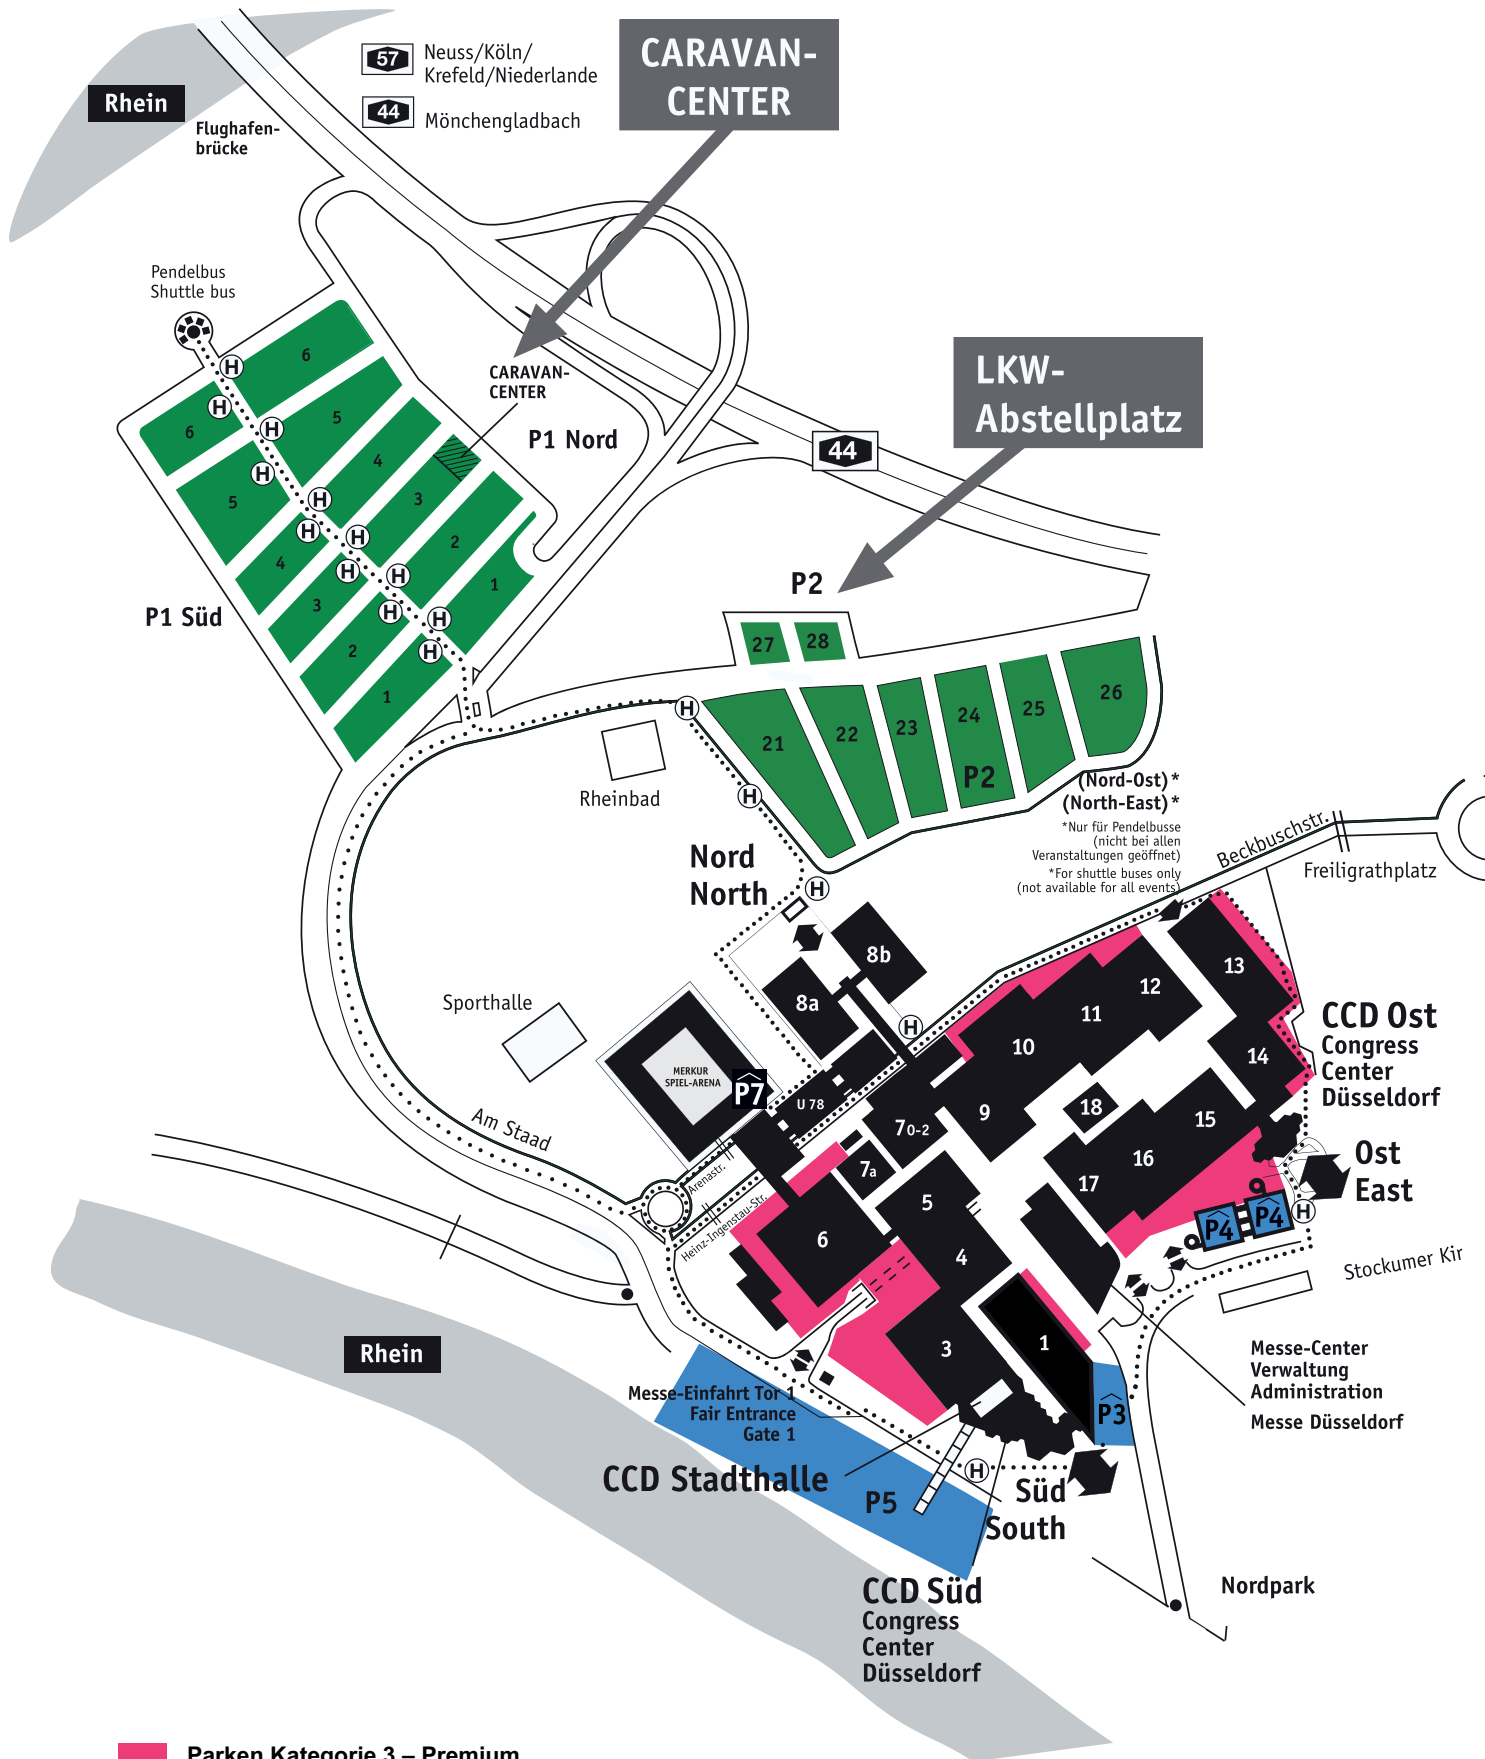 57
Neuss/Köln/
Krefeld/Niederlande
44
Mönchengladbach
CARAVAN-
CENTER
Rhein
Flughafen-
brücke
Pendelbus
Shuttle bus
CARAVAN-
CENTER
P1 Nord
LKW-
Abstellplatz
44
6
6
5
5
4
4
3
3
2
2
1
1
H
H
H
H
H
H
H
H
H
H
H
H
P1 Süd
P2
27
28
21
22
23
24
25
26
P2
H
H
H
Rheinbad
(Nord-Ost)*
(North-East)*
*Nur für Pendelbusse
(nicht bei allen
Veranstaltungen geöffnet)
*For shuttle buses only
(not available for all events)
Beckbuschstr.
Freiligrathplatz
Nord
North
8b
8a
H
13
12
11
10
9
18
14
15
16
17
70-2
7a
5
6
4
3
1
CCD Ost
Congress
Center
Düsseldorf
Sporthalle
MERKUR
SPIEL-ARENA
P7
U 78
Am Staad
Arenastr.
Heinz-Ingenstau-Str.
Ost
East
P4
P4
H
Stockumer Kir
Rhein
Messe-Einfahrt Tor 1
Fair Entrance
Gate 1
Messe-Center
Verwaltung
Administration
Messe Düsseldorf
P3
CCD Stadthalle
P5
H
Süd
South
CCD Süd
Congress
Center
Düsseldorf
Nordpark
Parken Kategorie 3 – Premium